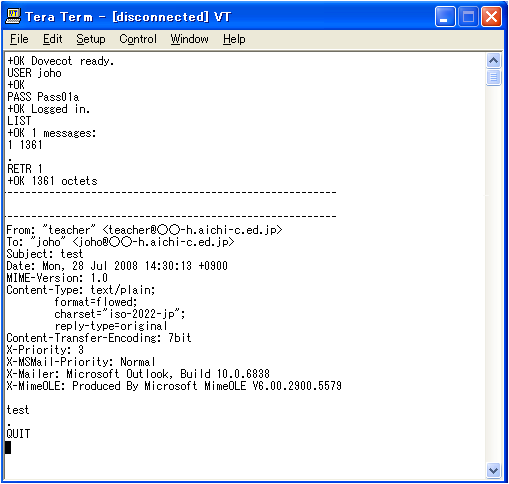 Tera Term - [disconnected] VT
File Edit Setup Control Window Help
+OK Dovecot ready.
USER joho
+OK
PASS Pass01a
+OK Logged in.
LIST
+OK 1 messages:
1 1361
.
RETR 1
+OK 1361 octets
--------------------------------------------------
--------------------------------------------------
From: "teacher" <teacher@○○-h.aichi-c.ed.jp>
To: "joho" <joho@○○-h.aichi-c.ed.jp>
Subject: test
Date: Mon, 28 Jul 2008 14:30:13 +0900
MIME-Version: 1.0
Content-Type: text/plain;
        format=flowed;
        charset="iso-2022-jp";
        reply-type=original
Content-Transfer-Encoding: 7bit
X-Priority: 3
X-MSMail-Priority: Normal
X-Mailer: Microsoft Outlook, Build 10.0.6838
X-MimeOLE: Produced By Microsoft MimeOLE V6.00.2900.5579
test
.
QUIT